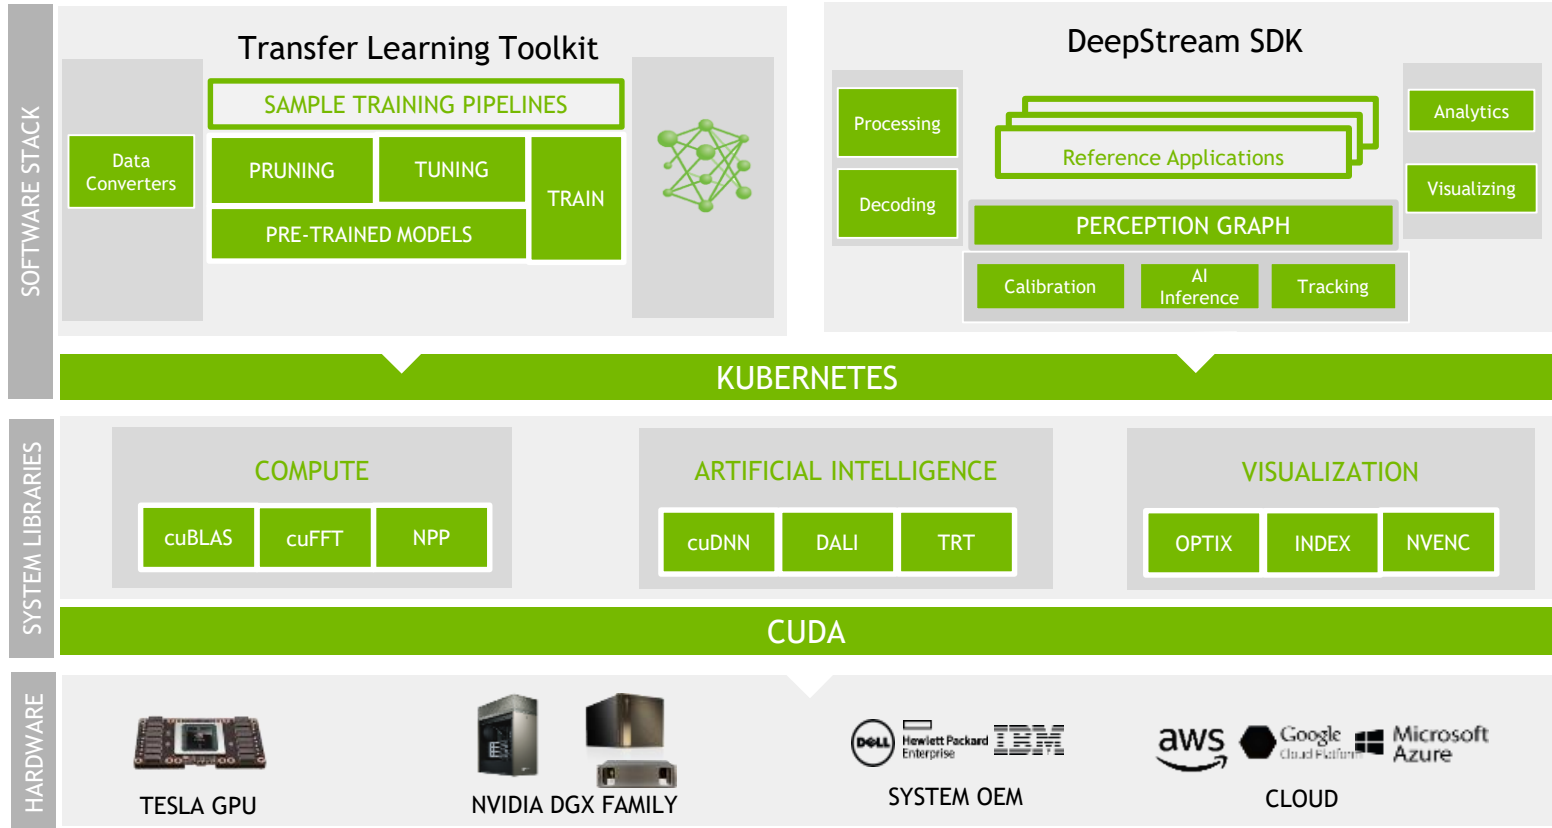 SOFTWARE STACK
Transfer Learning Toolkit
SAMPLE TRAINING PIPELINES
Data
Converters
PRUNING
TUNING
TRAIN
PRE-TRAINED MODELS
DeepStream SDK
Processing
Decoding
Reference Applications
Analytics
Visualizing
PERCEPTION GRAPH
Calibration
AI
Inference
Tracking
KUBERNETES
SYSTEM LIBRARIES
COMPUTE
cuBLAS
cuFFT
NPP
ARTIFICIAL INTELLIGENCE
cuDNN
DALI
TRT
VISUALIZATION
OPTIX
INDEX
NVENC
CUDA
HARDWARE
TESLA GPU
NVIDIA DGX FAMILY
DELL
Hewlett Packard
Enterprise
IBM
SYSTEM OEM
aws
Google
Cloud Platform
Microsoft
Azure
CLOUD